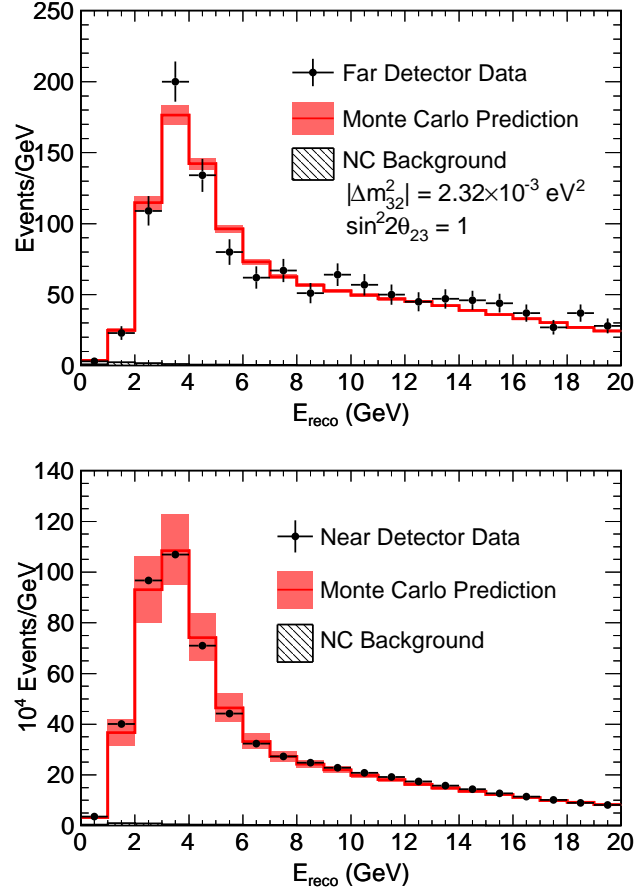 250
200
150
100
50
0
Events/GeV
Far Detector Data
Monte Carlo Prediction
NC Background
|Δm²₃₂| = 2.32×10⁻³ eV²
sin²2θ₂₃ = 1
0 2 4 6 8 10 12 14 16 18 20
E_reco (GeV)
140
120
100
80
60
40
20
0
10⁴ Events/GeV
Near Detector Data
Monte Carlo Prediction
NC Background
0 2 4 6 8 10 12 14 16 18 20
E_reco (GeV)